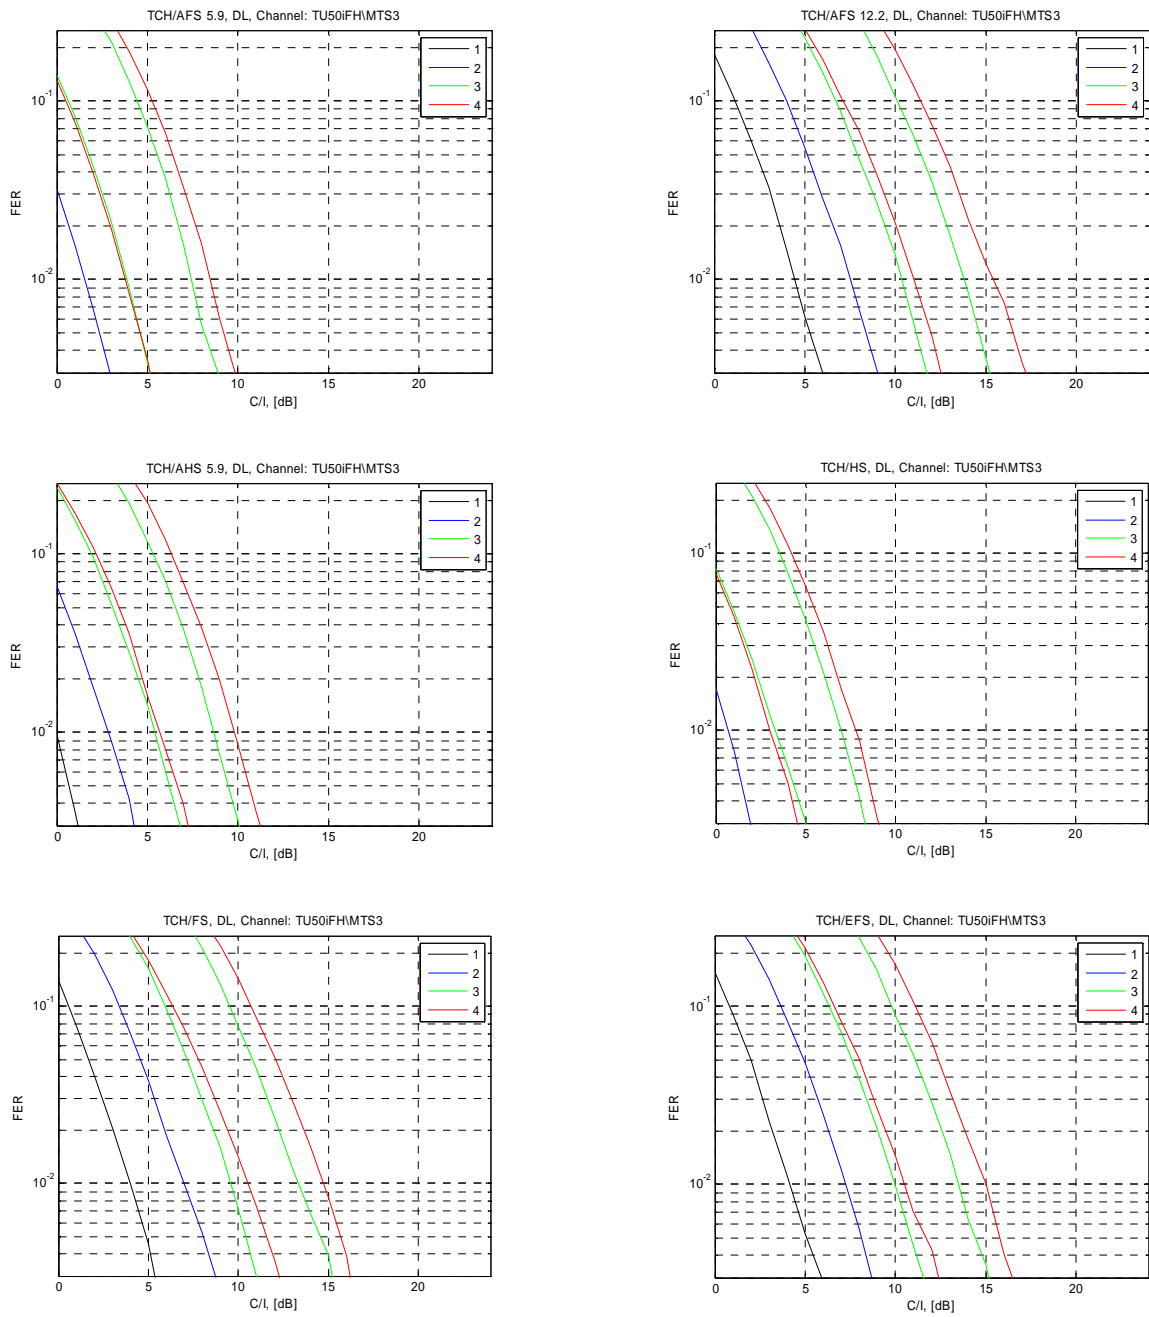 TCH/AFS 5.9, DL, Channel: TU50iFH\MTS3
1
2
3
4
10^-1
10^-2
FER
0 5 10 15 20
C/I, [dB]
TCH/AFS 12.2, DL, Channel: TU50iFH\MTS3
1
2
3
4
10^-1
10^-2
FER
0 5 10 15 20
C/I, [dB]
TCH/AHS 5.9, DL, Channel: TU50iFH\MTS3
1
2
3
4
10^-1
10^-2
FER
0 5 10 15 20
C/I, [dB]
TCH/HS, DL, Channel: TU50iFH\MTS3
1
2
3
4
10^-1
10^-2
FER
0 5 10 15 20
C/I, [dB]
TCH/FS, DL, Channel: TU50iFH\MTS3
1
2
3
4
10^-1
10^-2
FER
0 5 10 15 20
C/I, [dB]
TCH/EFS, DL, Channel: TU50iFH\MTS3
1
2
3
4
10^-1
10^-2
FER
0 5 10 15 20
C/I, [dB]